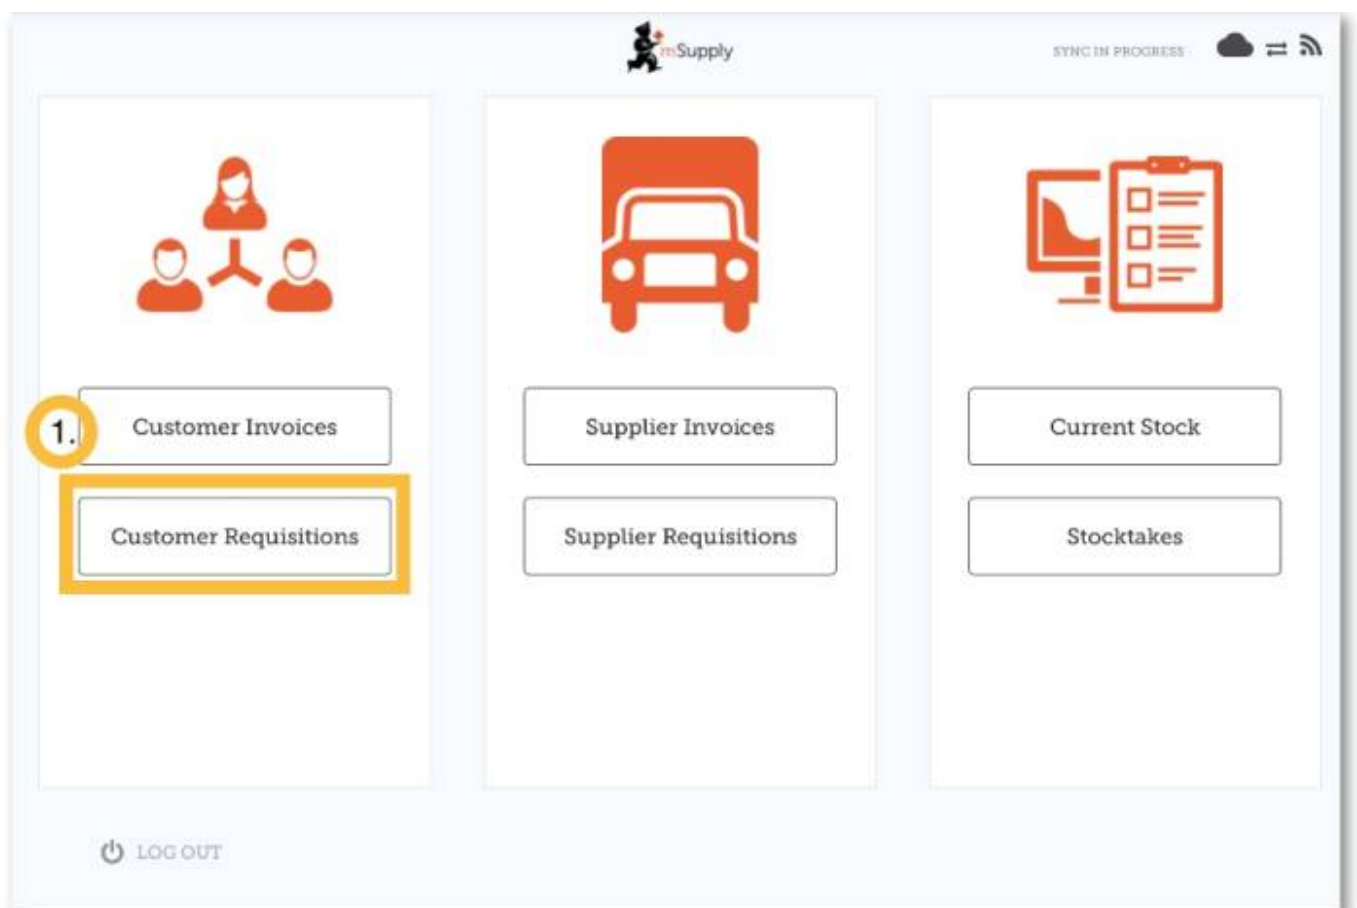 mSupply
SYNC IN PROGRESS
1.
Customer Invoices
Customer Requisitions
Supplier Invoices
Supplier Requisitions
Current Stock
Stocktakes
LOG OUT